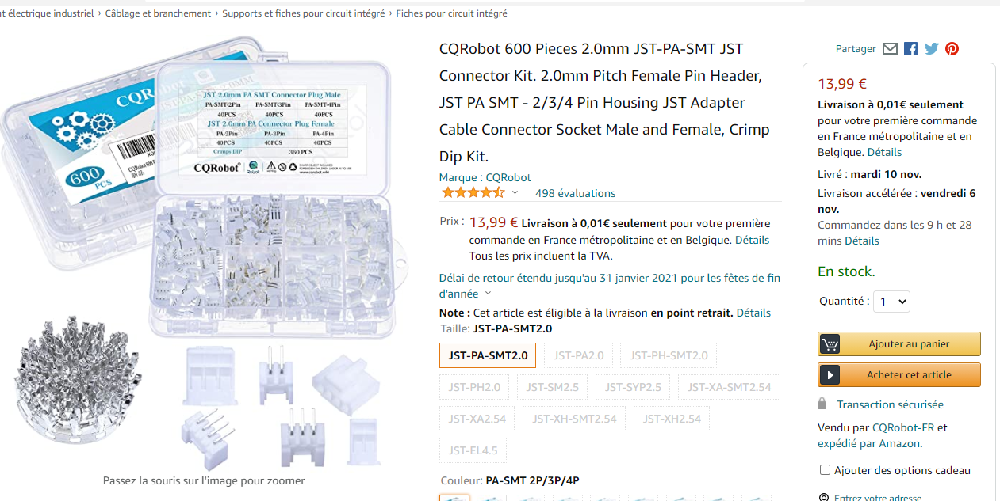 nt électrique industriel › Câblage et branchement › Supports et fiches pour circuit intégré › Fiches pour circuit intégré
CQR
600
PCS
JST 2.0mm PA SMT Connector Plug Male
PA-SMT-2Pin PA-SMT-3Pin PA-SMT-4Pin
40PCS 40PCS 40PCS
JST 2.0mm PA Connector Plug Female
PA-2Pin PA-3Pin PA-4Pin
40PCS 40PCS 40PCS
Crimps DIP 360 PCS
CQRobot
Passez la souris sur l'image pour zoomer
CQRobot 600 Pieces 2.0mm JST-PA-SMT JST
Connector Kit. 2.0mm Pitch Female Pin Header,
JST PA SMT - 2/3/4 Pin Housing JST Adapter
Cable Connector Socket Male and Female, Crimp
Dip Kit.
Marque : CQRobot
498 évaluations
Prix : 13,99 € Livraison à 0,01€ seulement pour votre première
commande en France métropolitaine et en Belgique. Détails
Tous les prix incluent la TVA.
Délai de retour étendu jusqu'au 31 janvier 2021 pour les fêtes de fin
d'année
Note : Cet article est éligible à la livraison en point retrait. Détails
Taille: JST-PA-SMT2.0
JST-PA-SMT2.0 JST-PA2.0 JST-PH-SMT2.0
JST-PH2.0 JST-SM2.5 JST-SYP2.5 JST-XA-SMT2.54
JST-XA2.54 JST-XH-SMT2.54 JST-XH2.54
JST-EL4.5
Couleur: PA-SMT 2P/3P/4P
Partager
13,99 €
Livraison à 0,01€ seulement
pour votre première commande
en France métropolitaine et en
Belgique. Détails
Livré : mardi 10 nov.
Livraison accélérée : vendredi 6
nov.
Commandez dans les 9 h et 28
mins Détails
En stock.
Quantité : 1
Ajouter au panier
Acheter cet article
Transaction sécurisée
Vendu par CQRobot-FR et
expédié par Amazon.
Ajouter des options cadeau
Entrez votre adresse